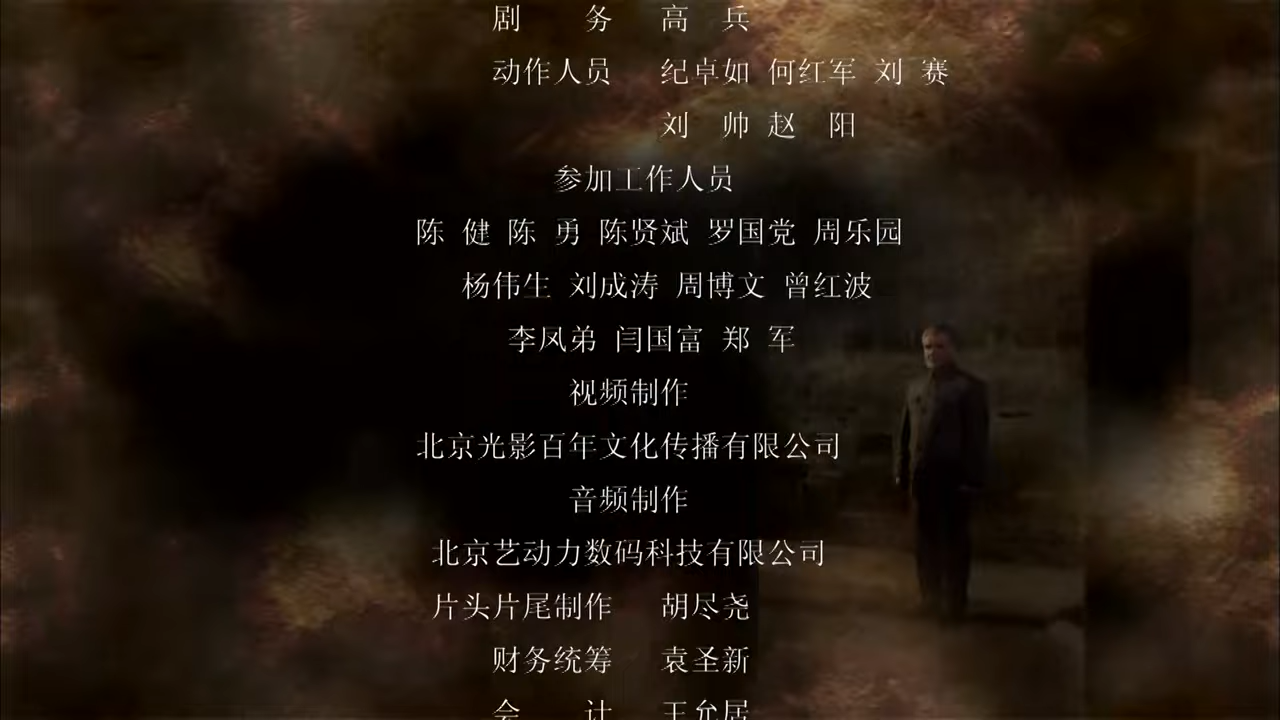 剧 务 高 兵
动作人员 纪卓如 何红军 刘 赛
刘 帅 赵 阳
参加工作人员
陈 健 陈 勇 陈贤斌 罗国党 周乐园
杨伟生 刘成涛 周博文 曾红波
李凤弟 闫国富 郑 军
视频制作
北京光影百年文化传播有限公司
音频制作
北京艺动力数码科技有限公司
片头片尾制作 胡尽尧
财务统筹 袁圣新
会 计 王允居